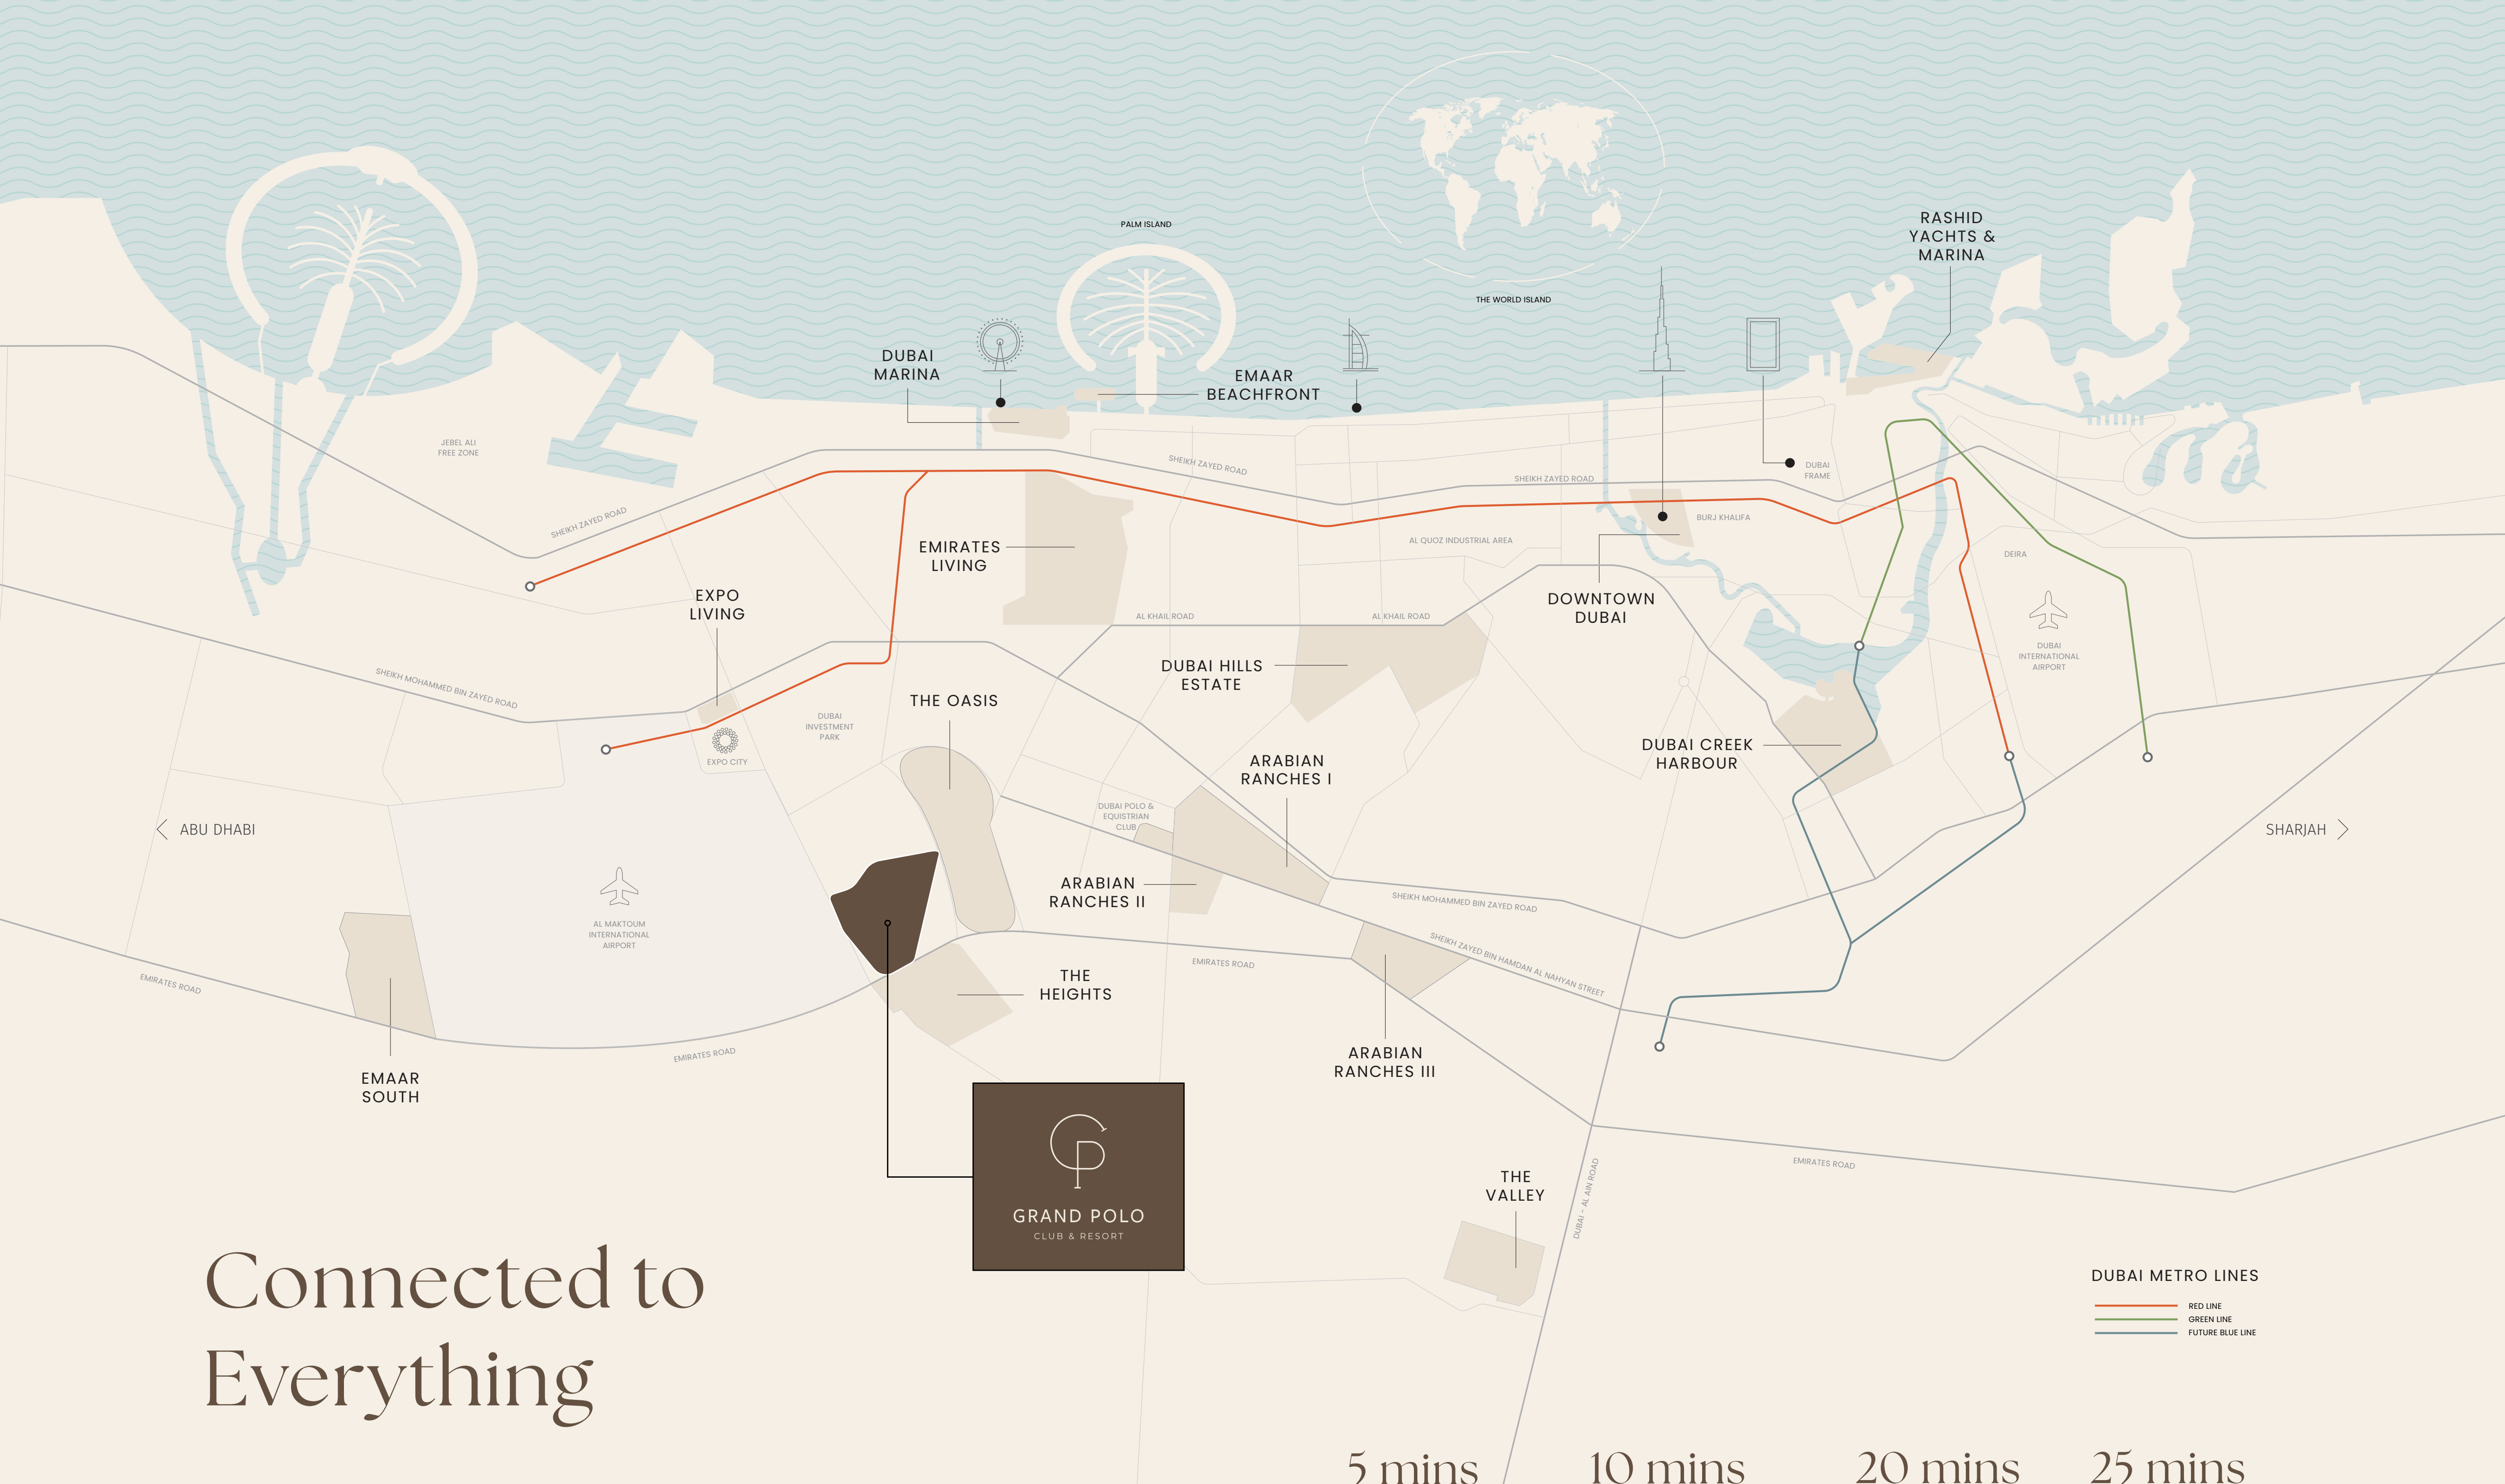 PALM ISLAND
THE WORLD ISLAND
RASHID
YACHTS &
MARINA
DUBAI
MARINA
EMAAR
BEACHFRONT
JEBEL ALI
FREE ZONE
SHEIKH ZAYED ROAD
SHEIKH ZAYED ROAD
SHEIKH ZAYED ROAD
DUBAI
FRAME
BURJ KHALIFA
AL QUOZ INDUSTRIAL AREA
DEIRA
EMIRATES
LIVING
EXPO
LIVING
DOWNTOWN
DUBAI
AL KHAIL ROAD
AL KHAIL ROAD
DUBAI
INTERNATIONAL
AIRPORT
SHEIKH MOHAMMED BIN ZAYED ROAD
DUBAI HILLS
ESTATE
THE OASIS
DUBAI
INVESTMENT
PARK
EXPO CITY
DUBAI CREEK
HARBOUR
ARABIAN
RANCHES I
DUBAI POLO &
EQUESTRIAN
CLUB
ABU DHABI
SHARJAH
ARABIAN
RANCHES II
SHEIKH MOHAMMED BIN ZAYED ROAD
AL MAKTOUM
INTERNATIONAL
AIRPORT
SHEIKH ZAYED BIN HAMDAN AL NAHYAN STREET
EMIRATES ROAD
EMIRATES ROAD
THE
HEIGHTS
EMIRATES ROAD
ARABIAN
RANCHES III
EMAAR
SOUTH
EMIRATES ROAD
THE
VALLEY
DUBAI - AL AIN ROAD
GP
GRAND POLO
CLUB & RESORT
Connected to
Everything
DUBAI METRO LINES
RED LINE
GREEN LINE
FUTURE BLUE LINE
5 mins
10 mins
20 mins
25 mins